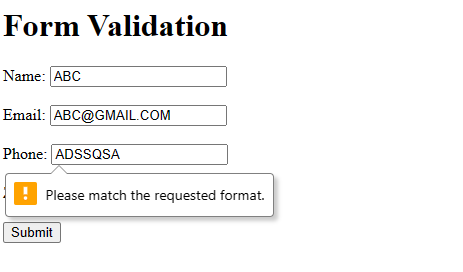 Form Validation
Name: ABC
Email: ABC@GMAIL.COM
Phone: ADSSQSA
Please match the requested format.
Submit